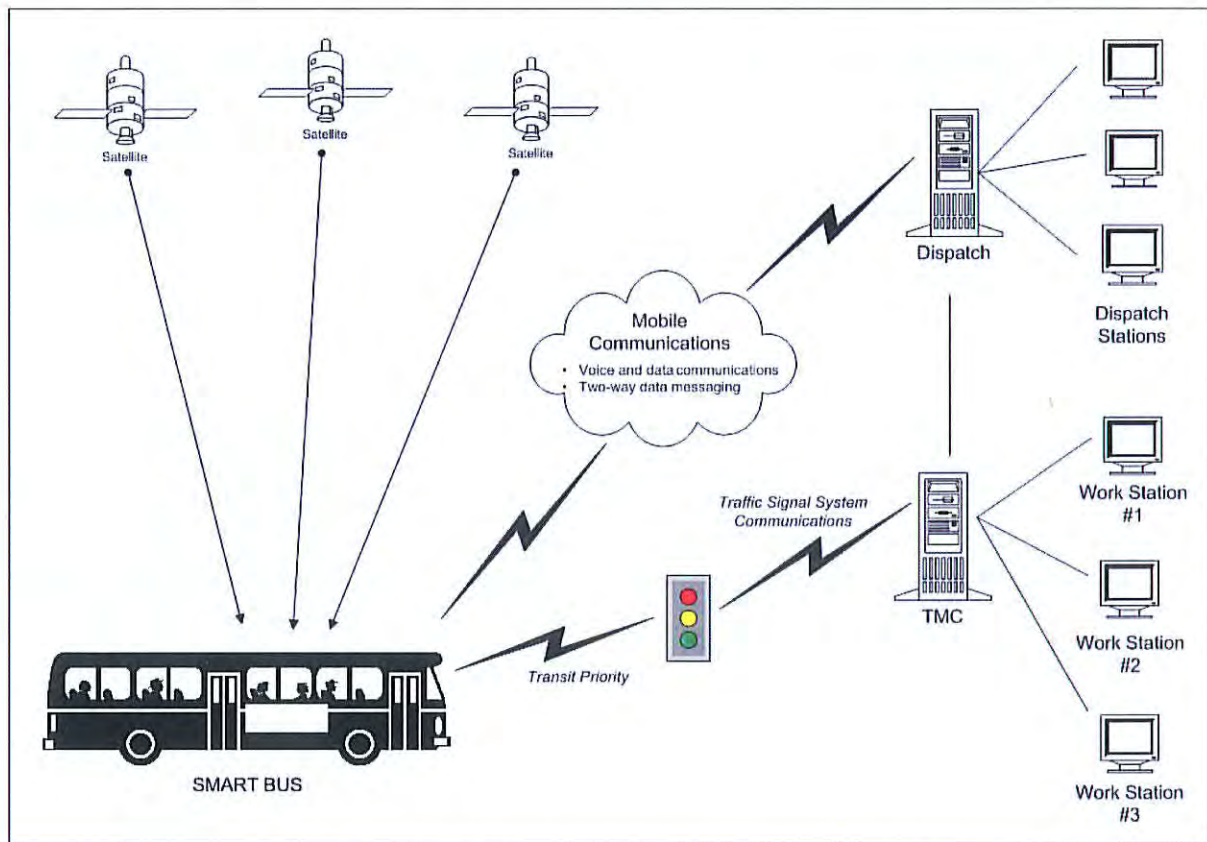 Satellite
Satellite
Satellite
Dispatch
Dispatch
Stations
Mobile
Communications
• Voice and data communications
• Two-way data messaging
Traffic Signal System
Communications
Work Station
#1
TMC
Work Station
#2
Transit Priority
SMART BUS
Work Station
#3